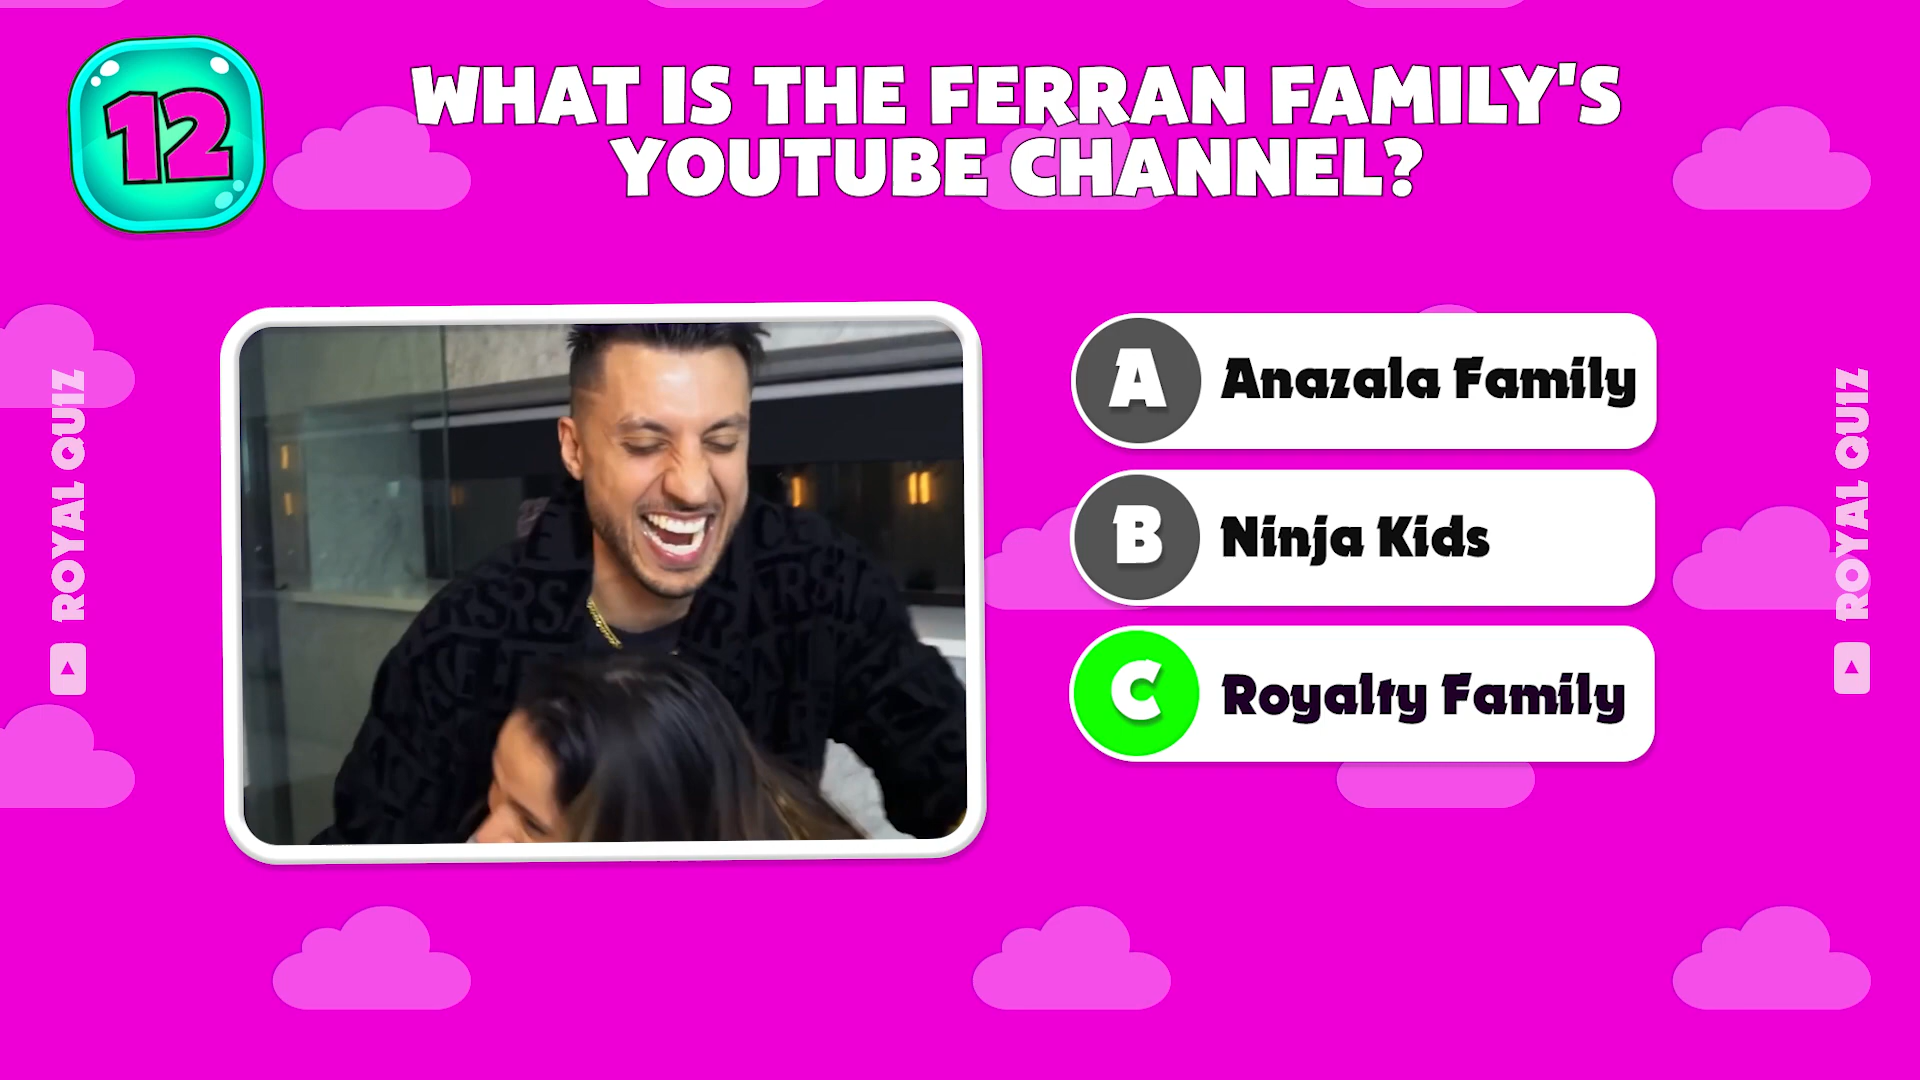 12
WHAT IS THE FERRAN FAMILY'S
YOUTUBE CHANNEL?
A Anazala Family
B Ninja Kids
C Royalty Family
ROYAL QUIZ
ROYAL QUIZ